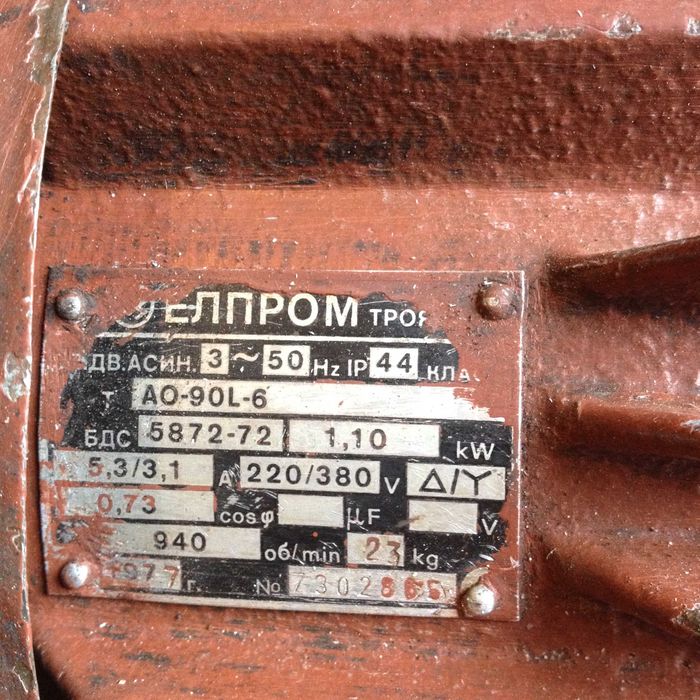 ЕЛПРОМ ТРОЯ
ДВ.АСИН. 3 ~ 50 Hz IP 44 КЛА
Т АО-90L-6
БДС 5872-72 1,10 kW
5,3/3,1 A 220/380 V Δ/Y
0,73 cosφ μF V
940 об/min 23 kg
1977 г. No 7302865